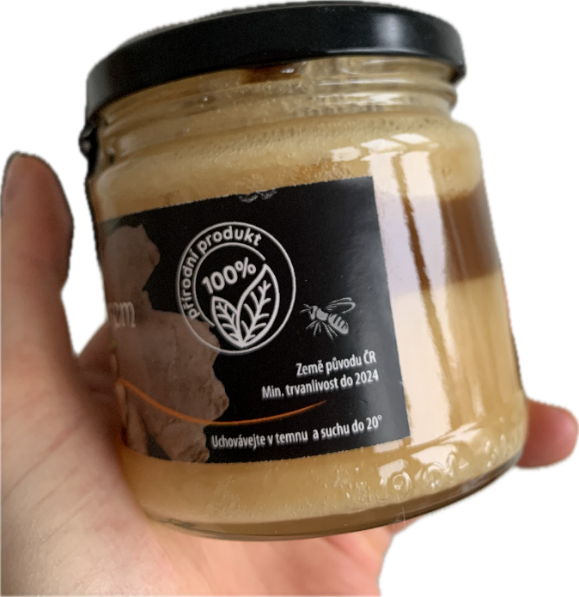 přírodní produkt
100%
Země původu ČR
Min. trvanlivost do 2024
Uchovávejte v temnu a suchu do 20°